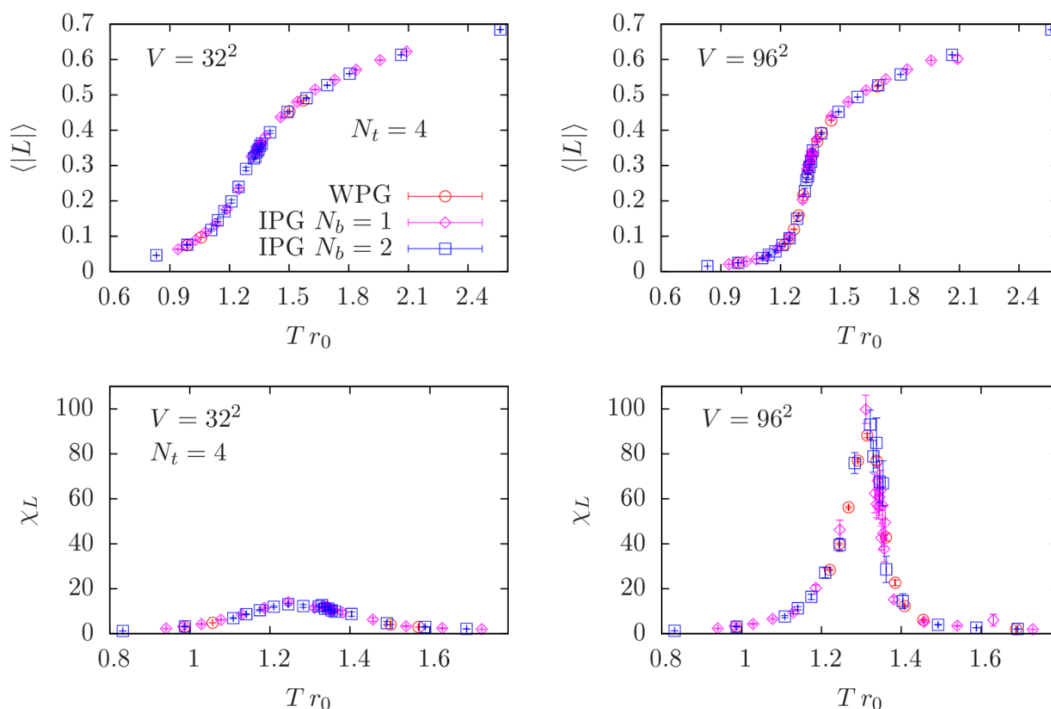 0.7
0.6
0.5
0.4
0.3
0.2
0.1
0
⟨|L|⟩
V = 32²
N_t = 4
WPG
IPG N_b = 1
IPG N_b = 2
0.6 0.9 1.2 1.5 1.8 2.1 2.4
T r₀
0.7
0.6
0.5
0.4
0.3
0.2
0.1
0
⟨|L|⟩
V = 96²
0.6 0.9 1.2 1.5 1.8 2.1 2.4
T r₀
100
80
60
40
20
0
χ_L
V = 32²
N_t = 4
0.8 1 1.2 1.4 1.6
T r₀
100
80
60
40
20
0
χ_L
V = 96²
0.8 1 1.2 1.4 1.6
T r₀